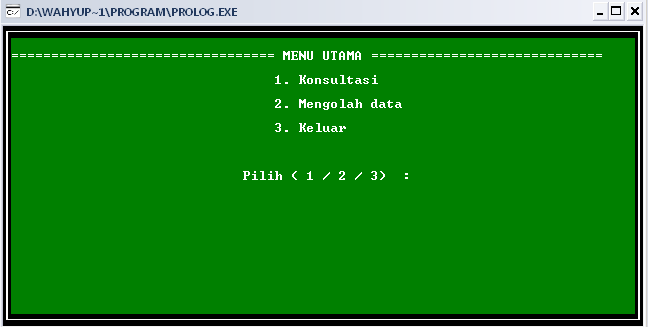 D:\WAHYUP~1\PROGRAM\PROLOG.EXE
================================= MENU UTAMA =============================
1. Konsultasi
2. Mengolah data
3. Keluar
Pilih ( 1 / 2 / 3)  :